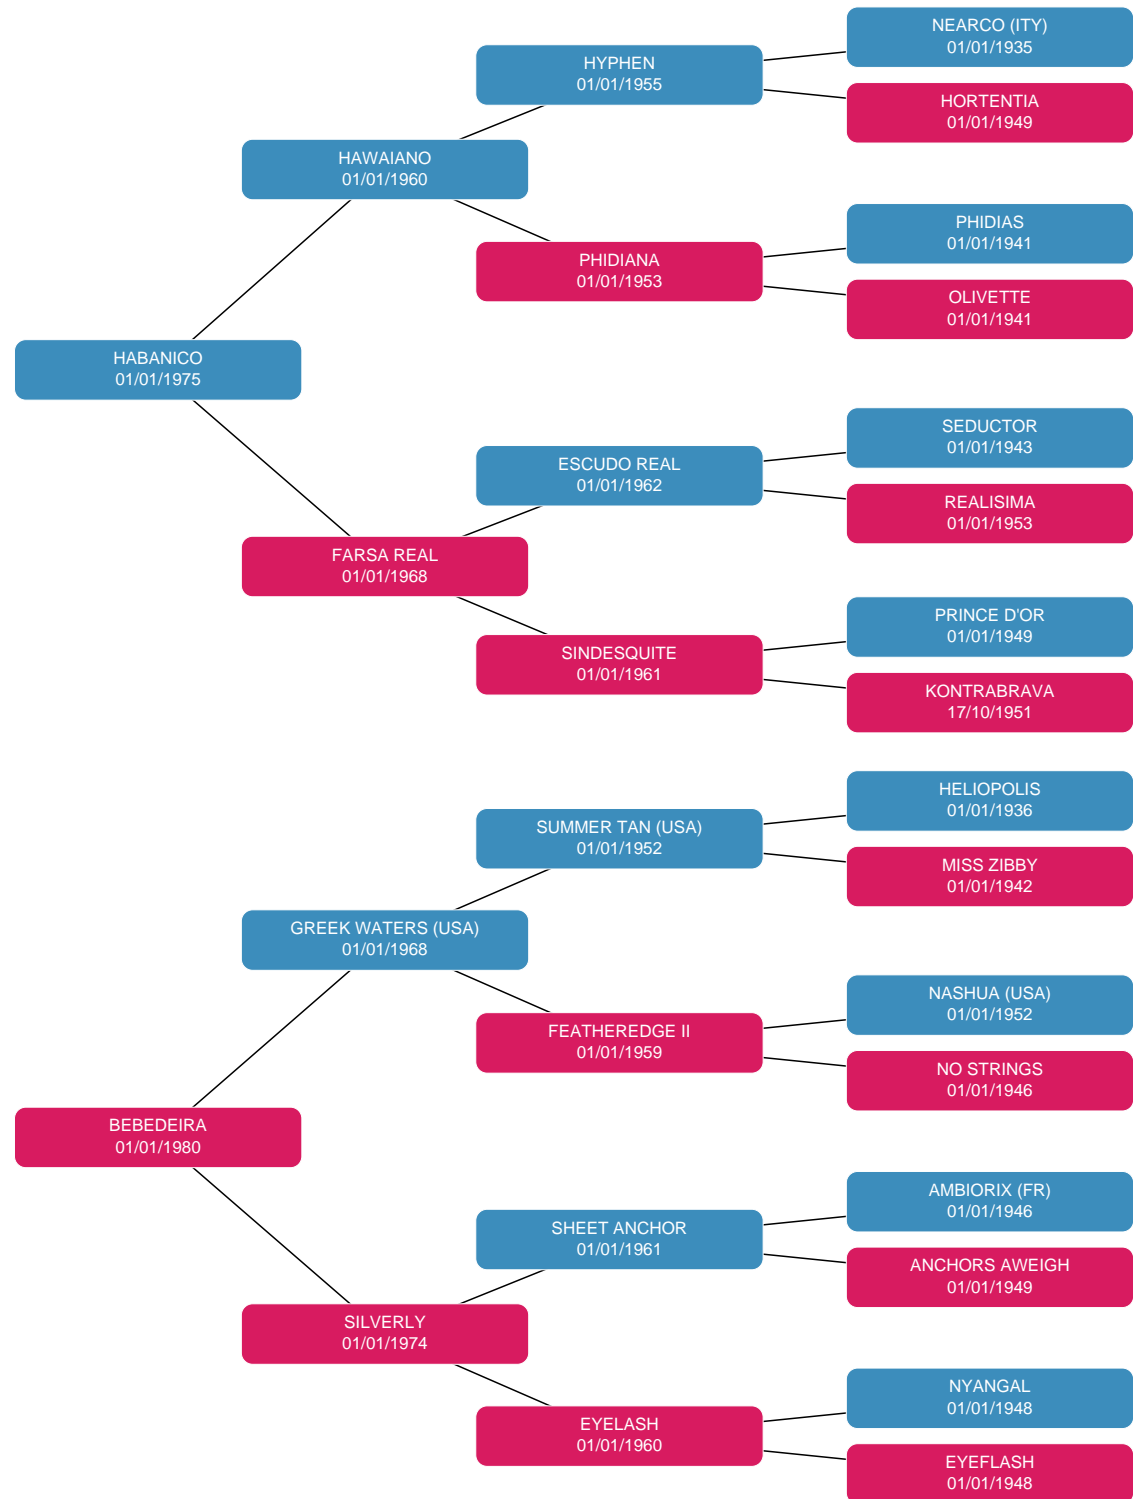 NEARCO (ITY)
01/01/1935
HYPHEN
01/01/1955
HORTENTIA
01/01/1949
HAWAIANO
01/01/1960
PHIDIAS
01/01/1941
PHIDIANA
01/01/1953
OLIVETTE
01/01/1941
HABANICO
01/01/1975
SEDUCTOR
01/01/1943
ESCUDO REAL
01/01/1962
REALISIMA
01/01/1953
FARSA REAL
01/01/1968
PRINCE D'OR
01/01/1949
SINDESQUITE
01/01/1961
KONTRABRAVA
17/10/1951
HELIOPOLIS
01/01/1936
SUMMER TAN (USA)
01/01/1952
MISS ZIBBY
01/01/1942
GREEK WATERS (USA)
01/01/1968
NASHUA (USA)
01/01/1952
FEATHEREDGE II
01/01/1959
NO STRINGS
01/01/1946
BEBEDEIRA
01/01/1980
AMBIORIX (FR)
01/01/1946
SHEET ANCHOR
01/01/1961
ANCHORS AWEIGH
01/01/1949
SILVERLY
01/01/1974
NYANGAL
01/01/1948
EYELASH
01/01/1960
EYEFLASH
01/01/1948